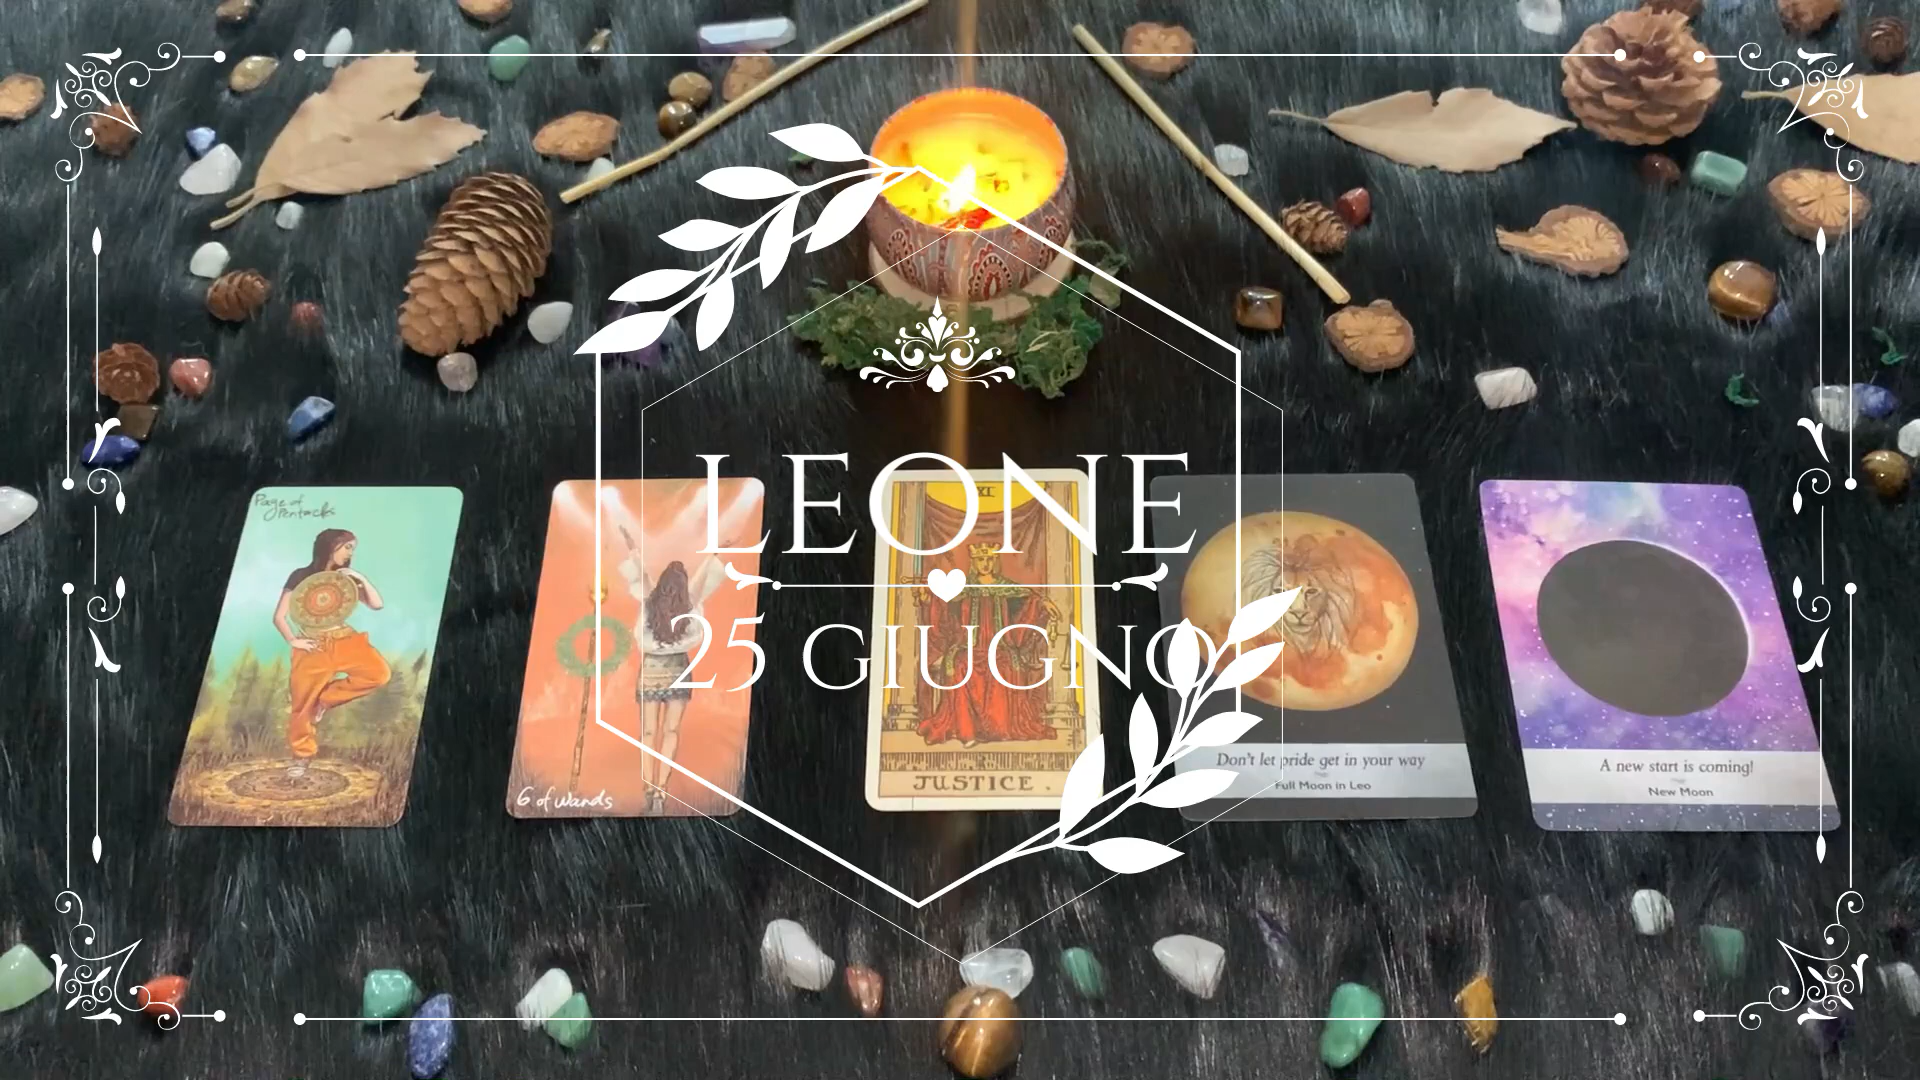 Page of
Pentacles
6 of wands
XI
JUSTICE.
LEONE
25 GIUGNO
Don't let pride get in your way
Full Moon in Leo
A new start is coming!
New Moon